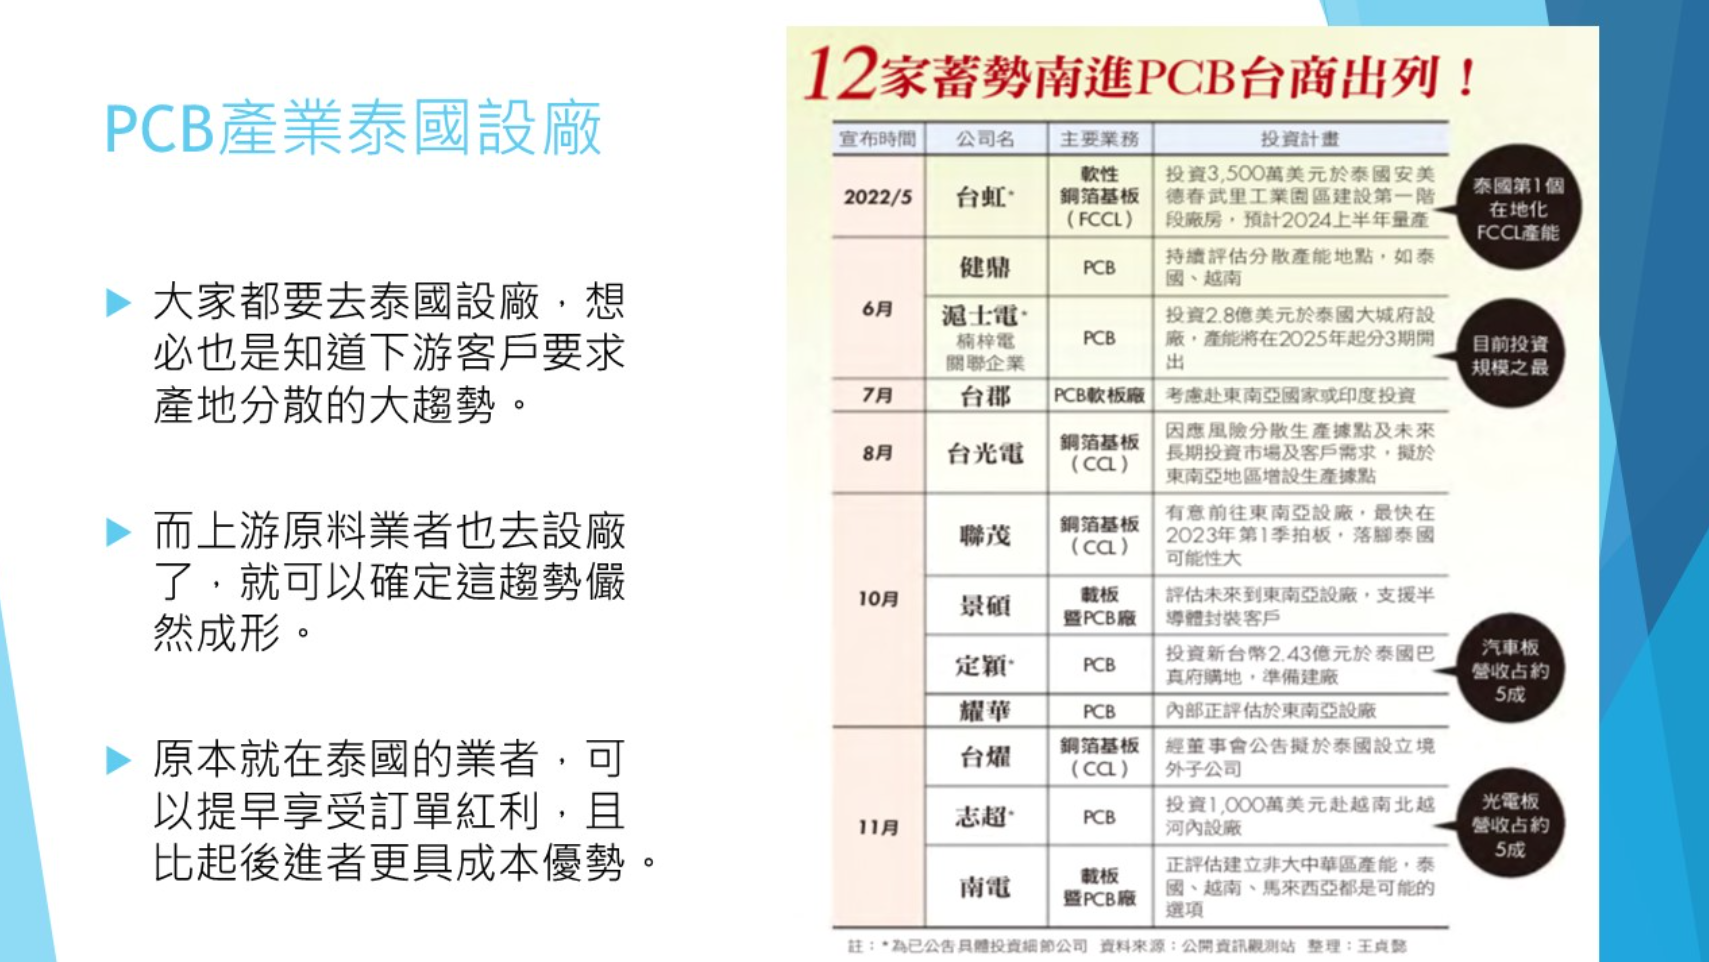 PCB產業泰國設廠
大家都要去泰國設廠，想
必也是知道下游客戶要求
產地分散的大趨勢。
而上游原料業者也去設廠
了，就可以確定這趨勢儼
然成形。
原本就在泰國的業者，可
以提早享受訂單紅利，且
比起後進者更具成本優勢。
12家蓄勢南進PCB台商出列！
宣布時間 公司名 主要業務 投資計畫
2022/5
台虹*
軟性
銅箔基板
（FCCL）
投資3,500萬美元於泰國安美
德春武里工業園區建設第一階
段廠房，預計2024上半年量產
泰國第1個
在地化
FCCL產能
6月
健鼎
PCB
持續評估分散產能地點，如泰
國、越南
滬士電*
楠梓電
關聯企業
PCB
投資2.8億美元於泰國大城府設
廠，產能將在2025年起分3期開
出
目前投資
規模之最
7月
台郡
PCB軟板廠
考慮赴東南亞國家或印度投資
8月
台光電
銅箔基板
（CCL）
因應風險分散生產據點及未來
長期投資市場及客戶需求，擬於
東南亞地區增設生產據點
10月
聯茂
銅箔基板
（CCL）
有意前往東南亞設廠，最快在
2023年第1季拍板，落腳泰國
可能性大
景碩
載板
暨PCB廠
評估未來到東南亞設廠，支援半
導體封裝客戶
定穎*
PCB
投資新台幣2.43億元於泰國巴
真府購地，準備建廠
汽車板
營收占約
5成
耀華
PCB
內部正評估於東南亞設廠
11月
台燿
銅箔基板
（CCL）
經董事會公告擬於泰國設立境
外子公司
志超*
PCB
投資1,000萬美元赴越南北越
河內設廠
光電板
營收占約
5成
南電
載板
暨PCB廠
正評估建立非大中華區產能，泰
國、越南、馬來西亞都是可能的
選項
註：*為已公告具體投資細節公司 資料來源：公開資訊觀測站 整理：王貞懿